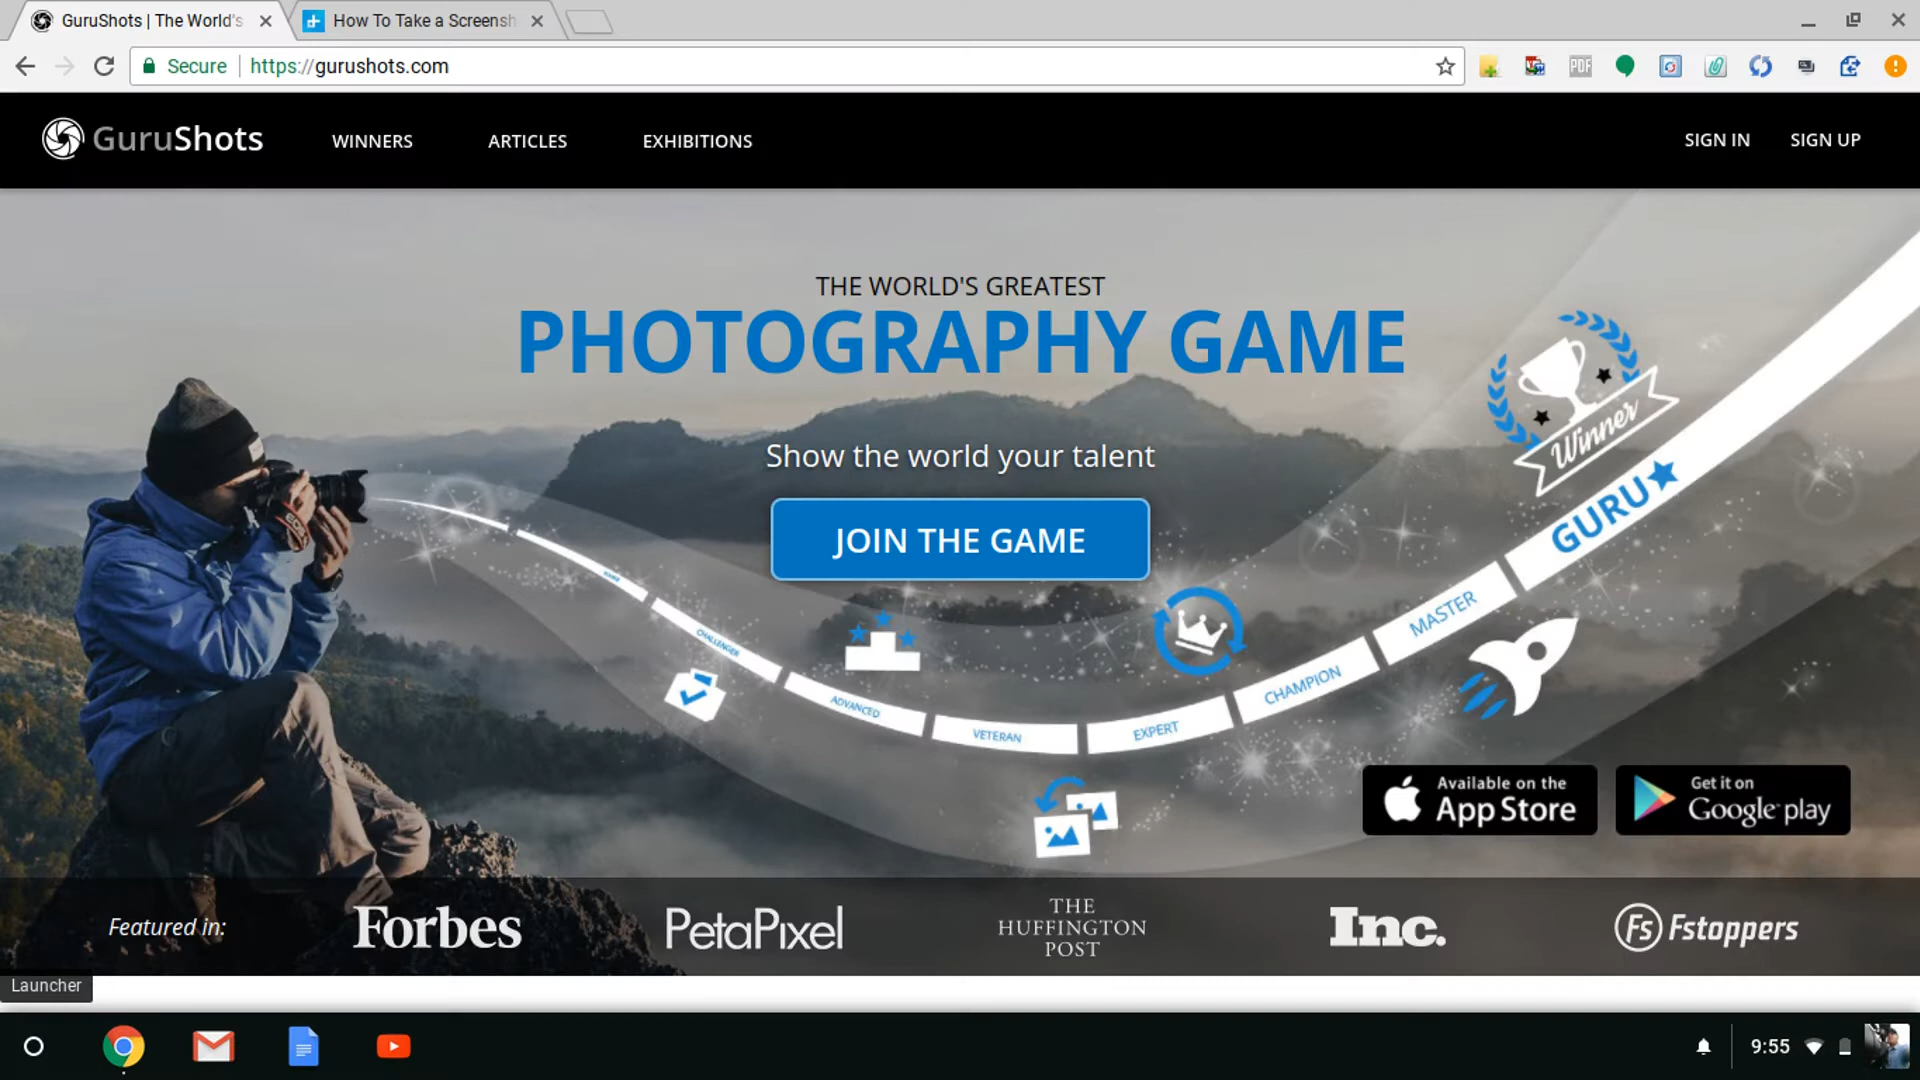 GuruShots | The World's
How To Take a Screensh
Secure
https://gurushots.com
PDF
GuruShots
WINNERS
ARTICLES
EXHIBITIONS
SIGN IN
SIGN UP
THE WORLD'S GREATEST
PHOTOGRAPHY GAME
Show the world your talent
JOIN THE GAME
Winner
GURU
MASTER
CHAMPION
EXPERT
VETERAN
ADVANCED
CHALLENGER
Available on the
App Store
Get it on
Google play
Featured in:
Forbes
PetaPixel
THE
HUFFINGTON
POST
Inc.
Fs Fstoppers
Launcher
9:55